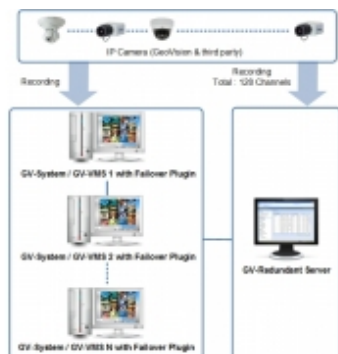 IP Camera (GeoVision & third party)
Recording
Recording
Total : 128 Channels
GV-System / GV-VMS 1 with Failover Plugin
GV-System / GV-VMS 2 with Failover Plugin
GV-Redundant Server
GV-System / GV-VMS N with Failover Plugin